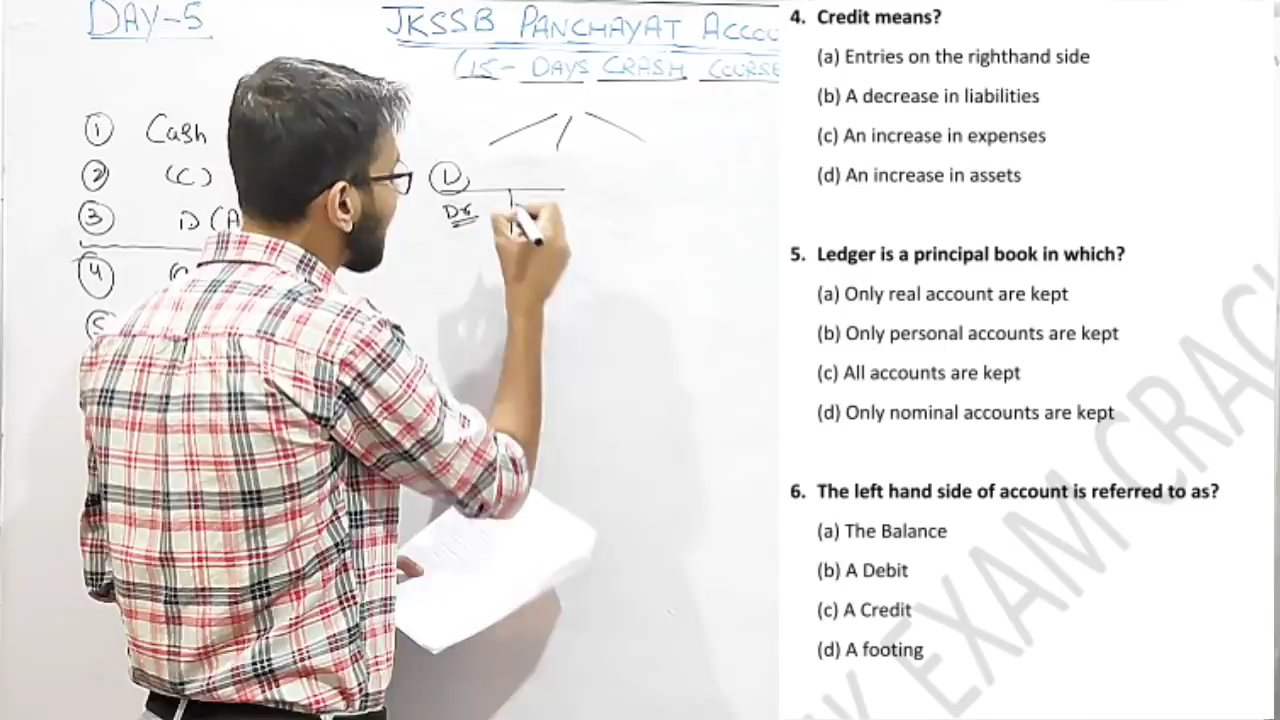 DAY-5
JKSSB PANCHAYAT ACCOU
(15- DAYS CRASH COURSE
① Cash
② (C)
③ D (A
④
⑤
① 
Dr
4. Credit means?
(a) Entries on the righthand side
(b) A decrease in liabilities
(c) An increase in expenses
(d) An increase in assets
5. Ledger is a principal book in which?
(a) Only real account are kept
(b) Only personal accounts are kept
(c) All accounts are kept
(d) Only nominal accounts are kept
6. The left hand side of account is referred to as?
(a) The Balance
(b) A Debit
(c) A Credit
(d) A footing
EXAM CRAC